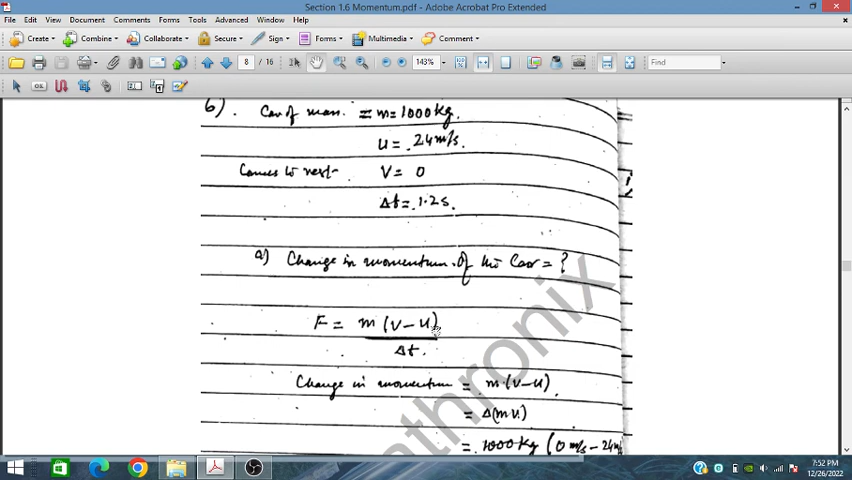 Section 1.6 Momentum.pdf - Adobe Acrobat Pro Extended
File Edit View Document Comments Forms Tools Advanced Window Help
Create Combine Collaborate Secure Sign Forms Multimedia Comment
8 / 16 143% Find
6). Car of mass = m = 1000 kg.
U = 24 m/s.
Comes to rest V = 0
Δt = 1.2 s.
a) Change in momentum of the Car = ?
F = m (V - U)
Δt.
Change in momentum = m (V - U)
= Δ(mv)
= 1000 kg (0 m/s - 24 m/s
athronix
7:52 PM
12/26/2022